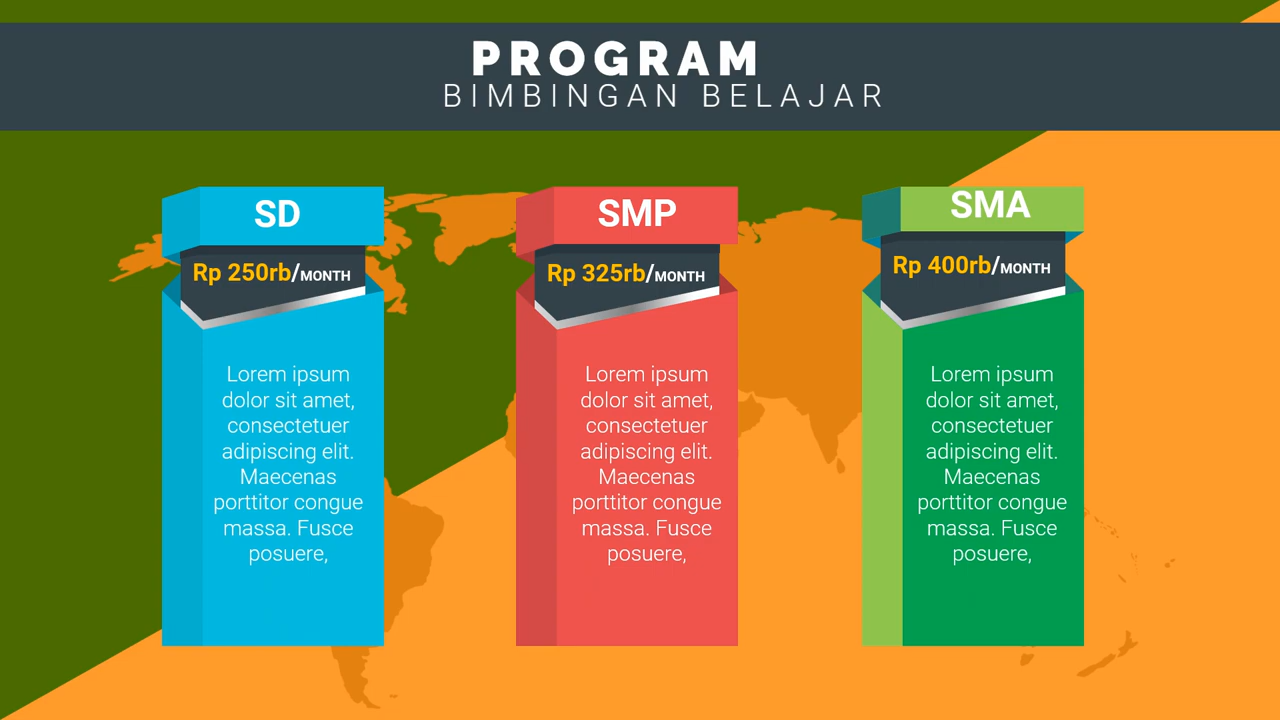 PROGRAM
BIMBINGAN BELAJAR
SD
Rp 250rb/MONTH
Lorem ipsum
dolor sit amet,
consectetuer
adipiscing elit.
Maecenas
porttitor congue
massa. Fusce
posuere,
SMP
Rp 325rb/MONTH
Lorem ipsum
dolor sit amet,
consectetuer
adipiscing elit.
Maecenas
porttitor congue
massa. Fusce
posuere,
SMA
Rp 400rb/MONTH
Lorem ipsum
dolor sit amet,
consectetuer
adipiscing elit.
Maecenas
porttitor congue
massa. Fusce
posuere,